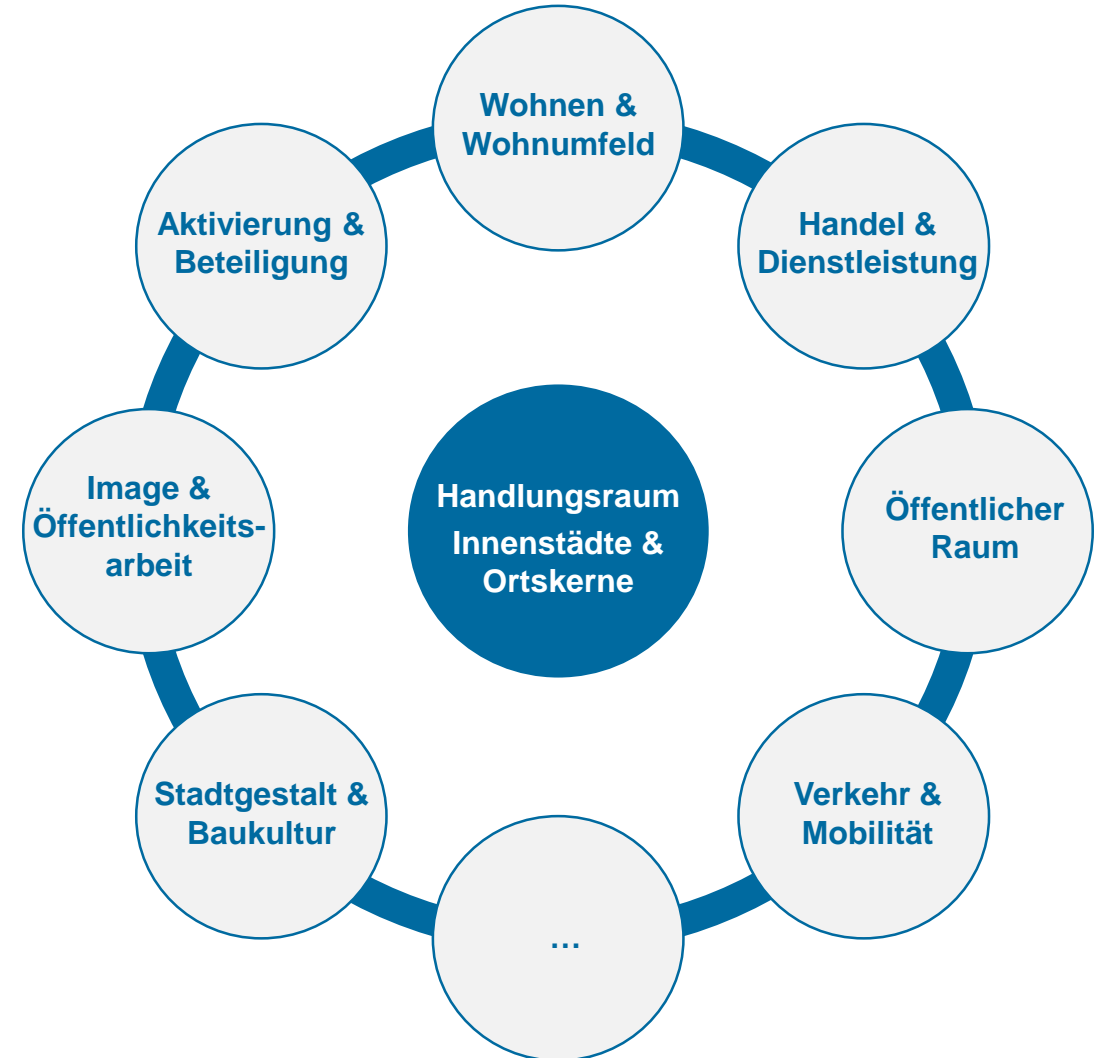 Wohnen &
Wohnumfeld
Aktivierung &
Beteiligung
Handel &
Dienstleistung
Image &
Öffentlichkeits-
arbeit
Handlungsraum
Innenstädte &
Ortskerne
Öffentlicher
Raum
Stadtgestalt &
Baukultur
Verkehr &
Mobilität
…